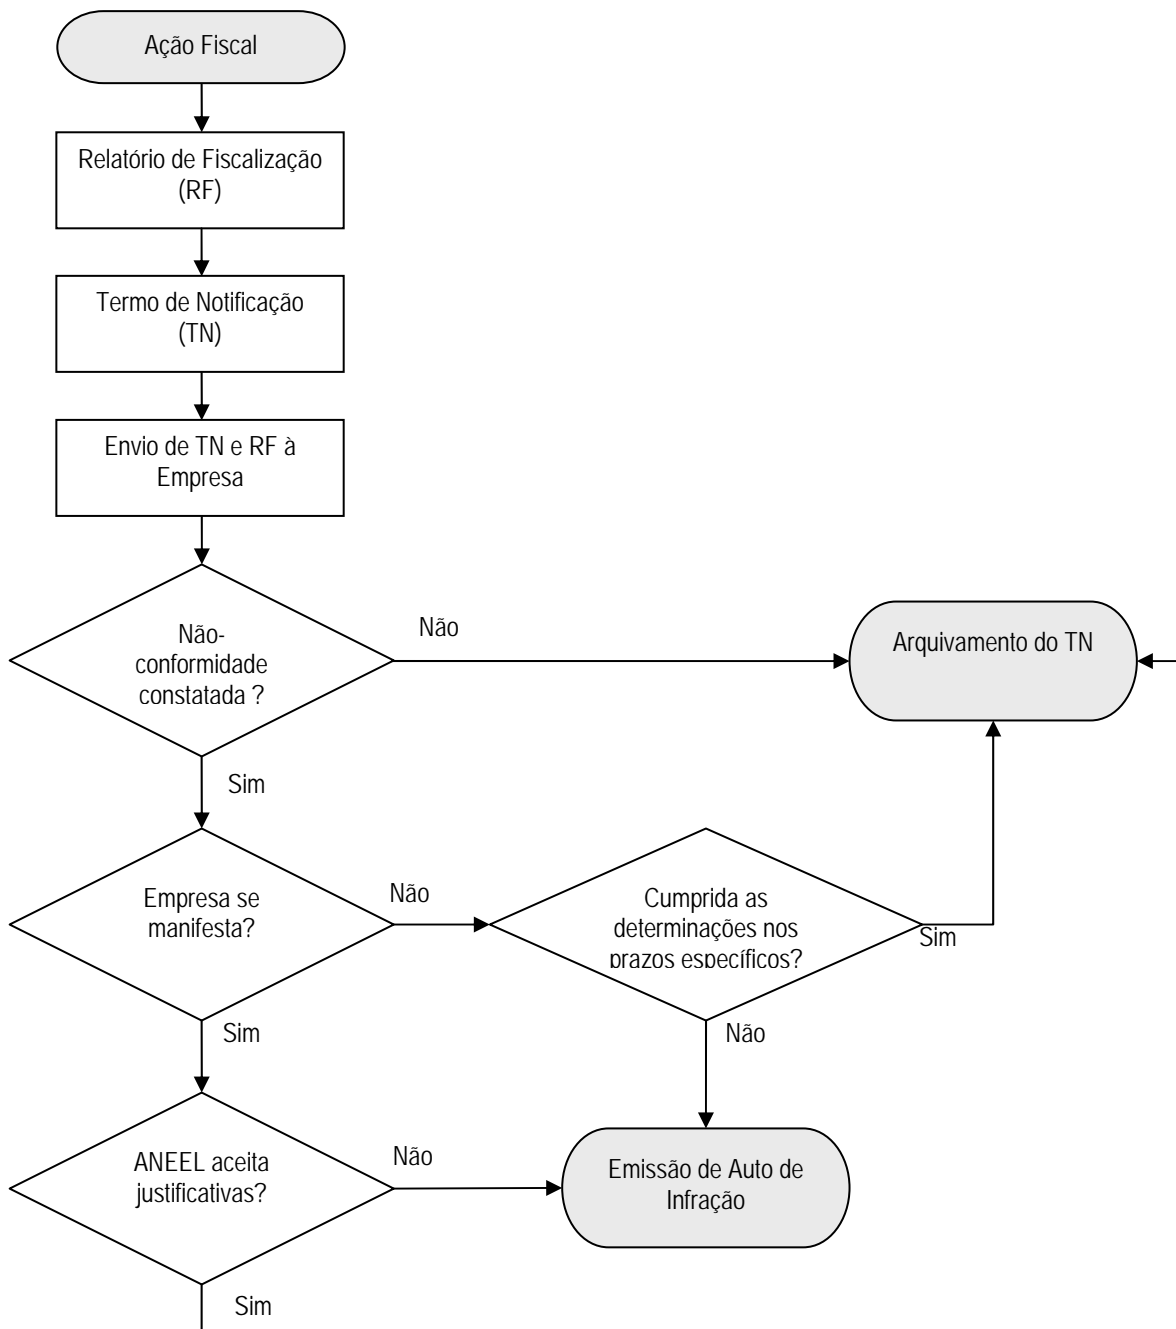 Ação Fiscal
Relatório de Fiscalização
(RF)
Termo de Notificação
(TN)
Envio de TN e RF à
Empresa
Não-
conformidade
constatada ?
Não
Arquivamento do TN
Sim
Empresa se
manifesta?
Não
Cumprida as
determinações nos
prazos específicos?
Sim
Sim
Não
ANEEL aceita
justificativas?
Não
Emissão de Auto de
Infração
Sim